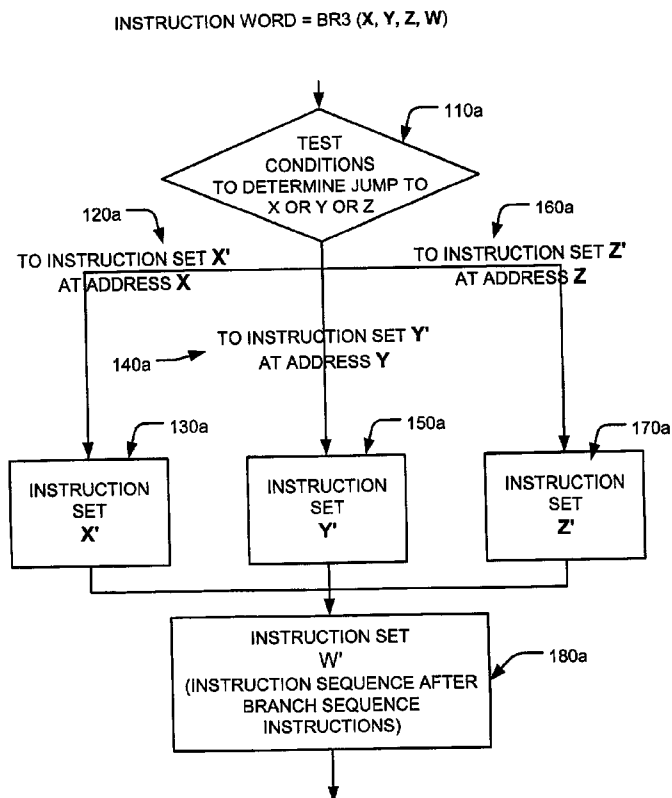 INSTRUCTION WORD = BR3 (X, Y, Z, W)
110a
TEST
CONDITIONS
TO DETERMINE JUMP TO
X OR Y OR Z
120a
160a
TO INSTRUCTION SET X'
AT ADDRESS X
TO INSTRUCTION SET Z'
AT ADDRESS Z
TO INSTRUCTION SET Y'
AT ADDRESS Y
140a
130a
150a
170a
INSTRUCTION
SET
X'
INSTRUCTION
SET
Y'
INSTRUCTION
SET
Z'
INSTRUCTION SET
W'
(INSTRUCTION SEQUENCE AFTER
BRANCH SEQUENCE
INSTRUCTIONS)
180a